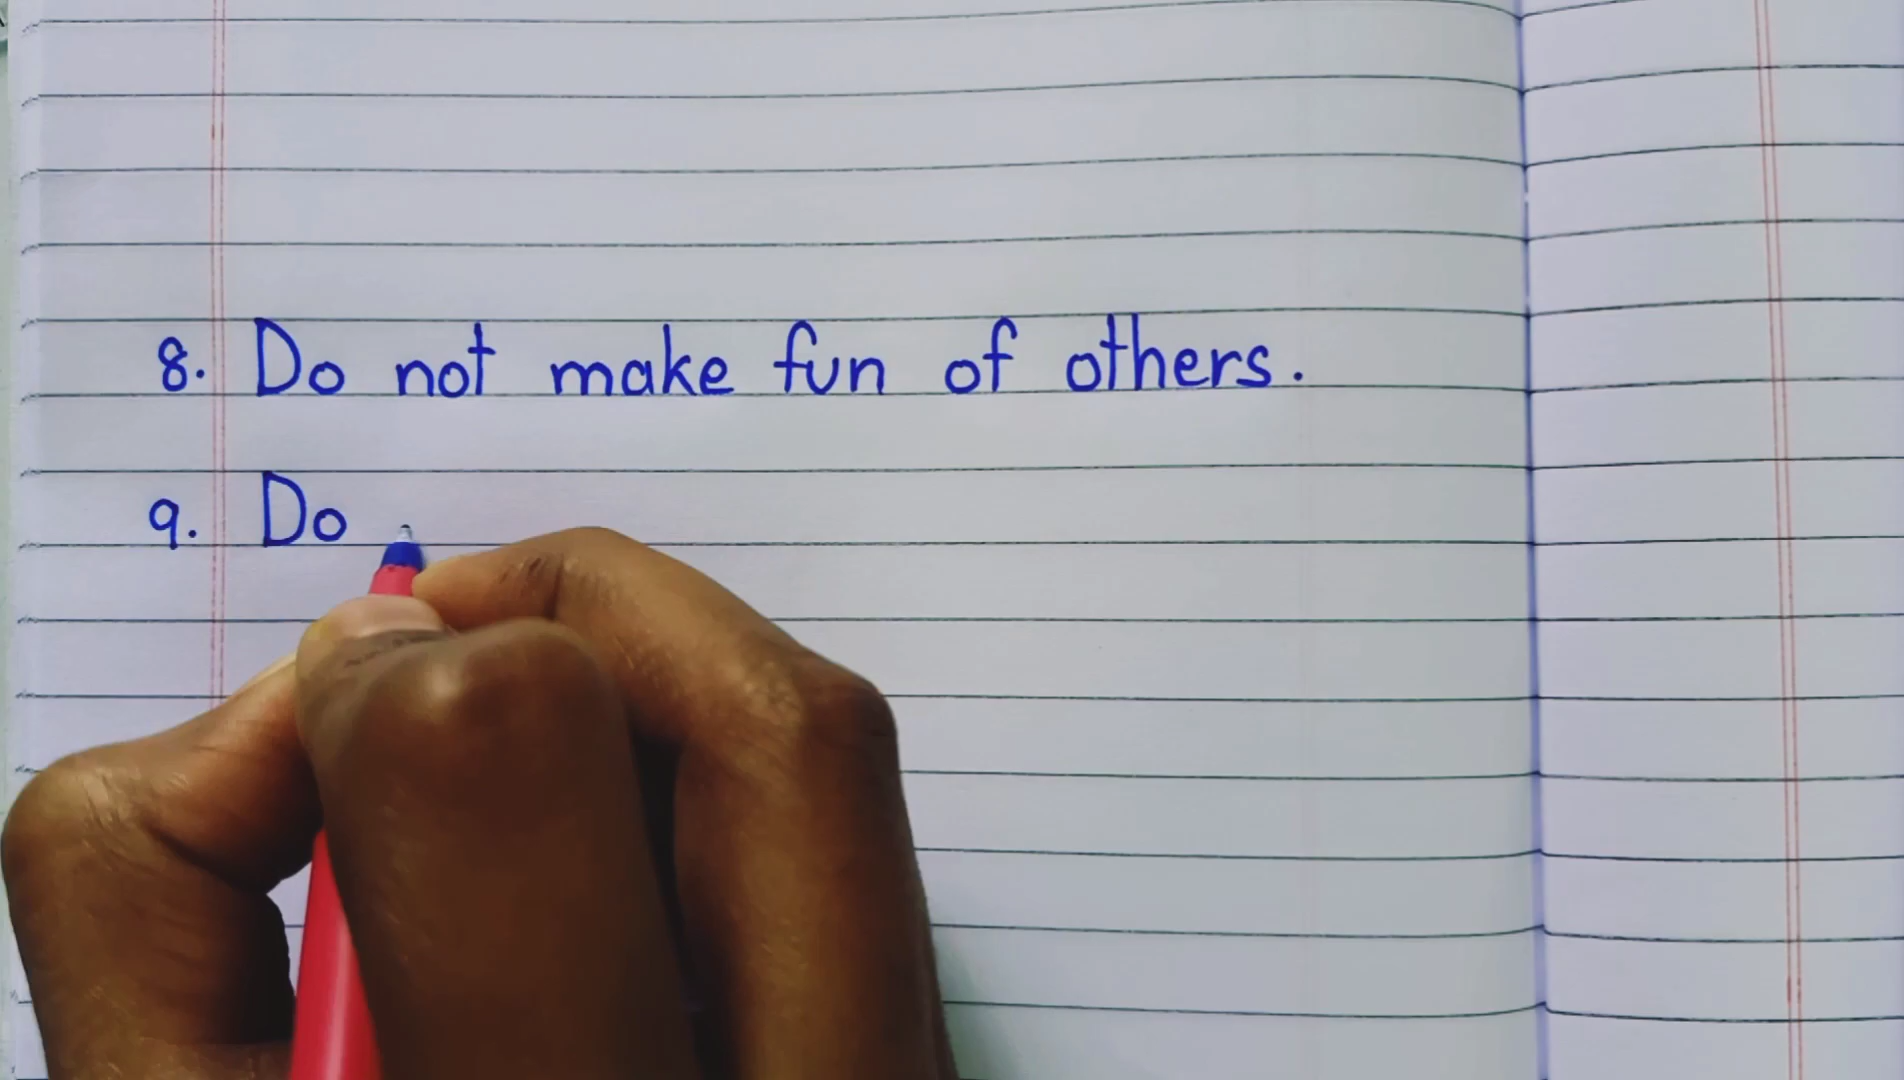 8. Do not make fun of others.
9. Do